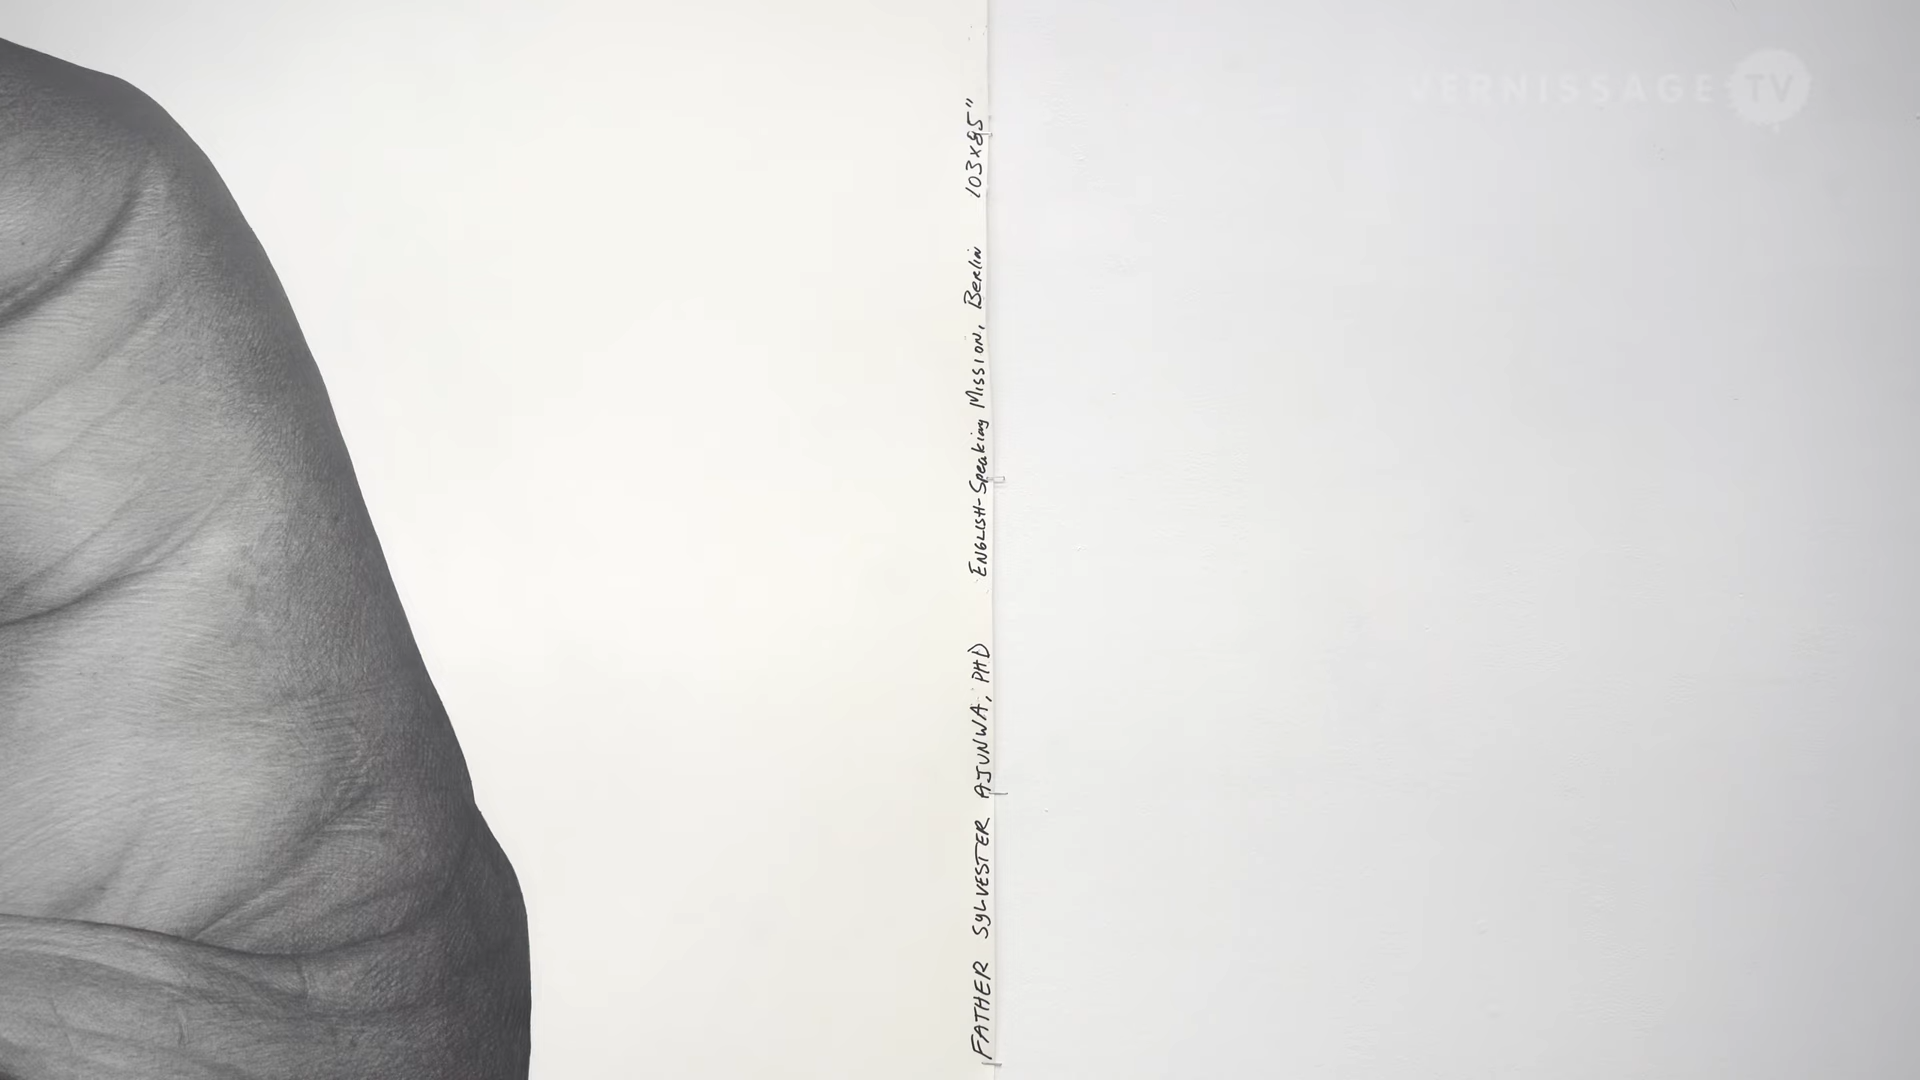 VERNISSAGE TV
FATHER SYLVESTER AJUNWA, PHD ENGLISH-Speaking Mission, Berlin 103x85"